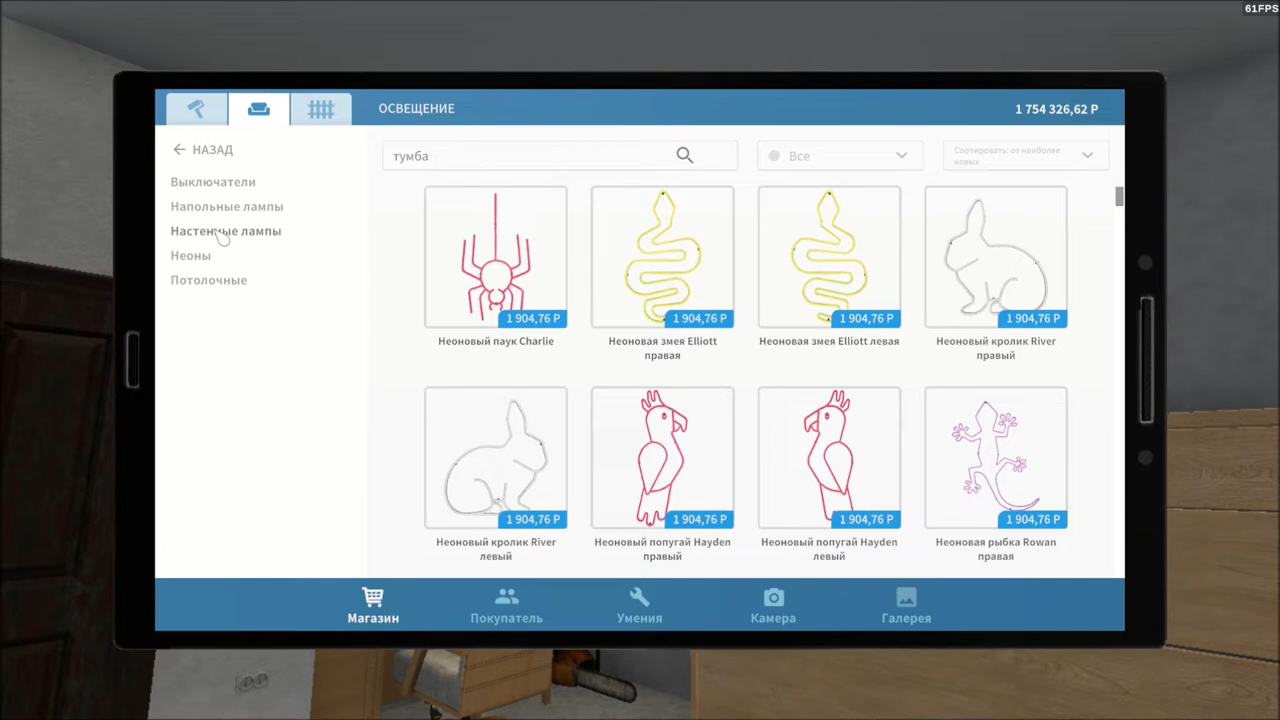 61FPS
ОСВЕЩЕНИЕ
1 754 326,62 Р
НАЗАД
Выключатели
Напольные лампы
Настенные лампы
Неоны
Потолочные
тумба
Все
Сортировать: от наиболее
новых
1 904,76 Р
1 904,76 Р
1 904,76 Р
1 904,76 Р
Неоновый паук Charlie
Неоновая змея Elliott
правая
Неоновая змея Elliott левая
Неоновый кролик River
правый
1 904,76 Р
1 904,76 Р
1 904,76 Р
1 904,76 Р
Неоновый кролик River
левый
Неоновый попугай Hayden
правый
Неоновый попугай Hayden
левый
Неоновая рыбка Rowan
правая
Магазин
Покупатель
Умения
Камера
Галерея